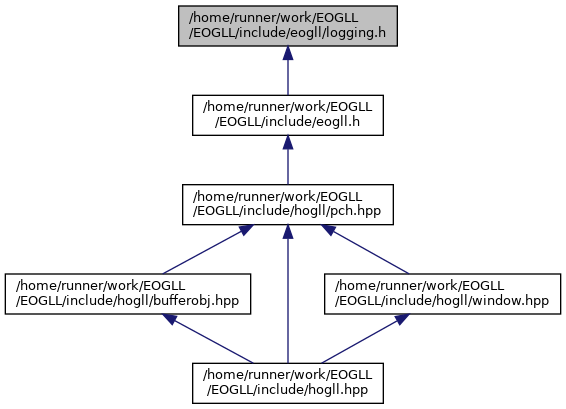 /home/runner/work/EOGLL
/EOGLL/include/eogll/logging.h
/home/runner/work/EOGLL
/EOGLL/include/eogll.h
/home/runner/work/EOGLL
/EOGLL/include/hogll/pch.hpp
/home/runner/work/EOGLL
/EOGLL/include/hogll/bufferobj.hpp
/home/runner/work/EOGLL
/EOGLL/include/hogll/window.hpp
/home/runner/work/EOGLL
/EOGLL/include/hogll.hpp